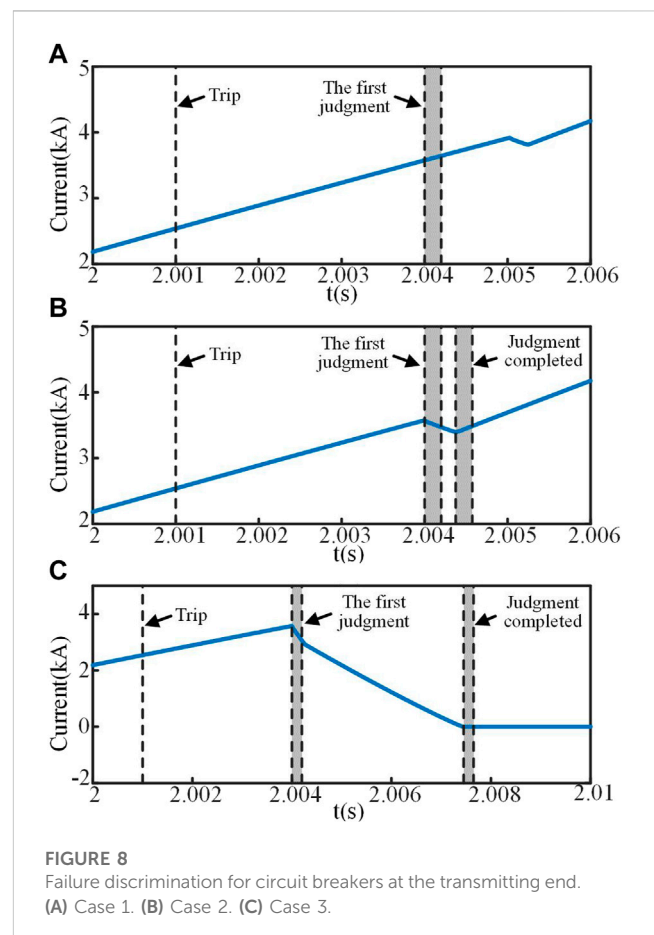 A
5
4
3
2
Current(kA)
Trip
The first
judgment
2 2.001 2.002 2.003 2.004 2.005 2.006
t(s)
B
5
4
3
2
Current(kA)
Trip
The first
judgment
Judgment
completed
2 2.001 2.002 2.003 2.004 2.005 2.006
t(s)
C
4
2
0
-2
Current(kA)
Trip
The first
judgment
Judgment
completed
2 2.002 2.004 2.006 2.008 2.01
t(s)
FIGURE 8
Failure discrimination for circuit breakers at the transmitting end.
(A) Case 1. (B) Case 2. (C) Case 3.